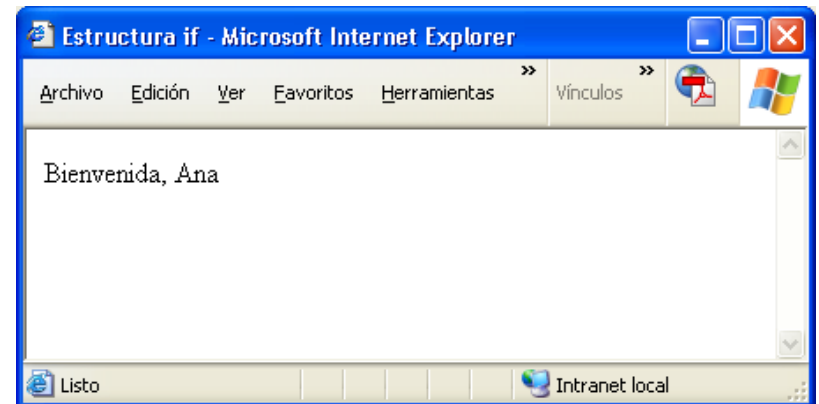 Estructura if - Microsoft Internet Explorer
Archivo Edición Ver Favoritos Herramientas » Vínculos »
Bienvenida, Ana
Listo Intranet local